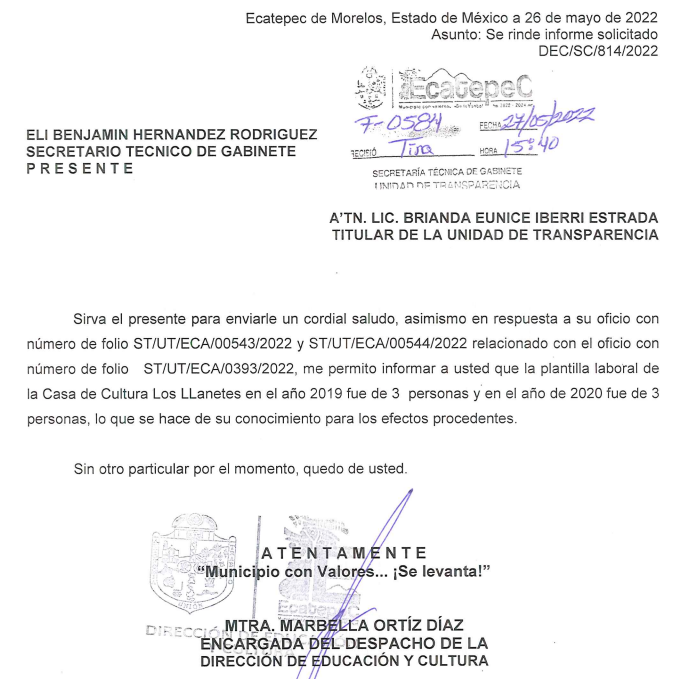 Ecatepec de Morelos, Estado de México a 26 de mayo de 2022
Asunto: Se rinde informe solicitado
DEC/SC/814/2022
EcatepeC
F-0584 FECHA 27/05/2022
RECIBIÓ Tira HORA 15:40
SECRETARÍA TÉCNICA DE GABINETE
UNIDAD DE TRANSPARENCIA
ELI BENJAMIN HERNANDEZ RODRIGUEZ
SECRETARIO TECNICO DE GABINETE
P R E S E N T E
A'TN. LIC. BRIANDA EUNICE IBERRI ESTRADA
TITULAR DE LA UNIDAD DE TRANSPARENCIA
Sirva el presente para enviarle un cordial saludo, asimismo en respuesta a su oficio con
número de folio ST/UT/ECA/00543/2022 y ST/UT/ECA/00544/2022 relacionado con el oficio con
número de folio ST/UT/ECA/0393/2022, me permito informar a usted que la plantilla laboral de
la Casa de Cultura Los LLanetes en el año 2019 fue de 3 personas y en el año de 2020 fue de 3
personas, lo que se hace de su conocimiento para los efectos procedentes.
Sin otro particular por el momento, quedo de usted.
A T E N T A M E N T E
“Municipio con Valores... ¡Se levanta!”
EcatepeC
MTRA. MARBELLA ORTÍZ DÍAZ
DIRECCIÓN DE EDUCACIÓN
ENCARGADA DEL DESPACHO DE LA
DIRECCIÓN DE EDUCACIÓN Y CULTURA